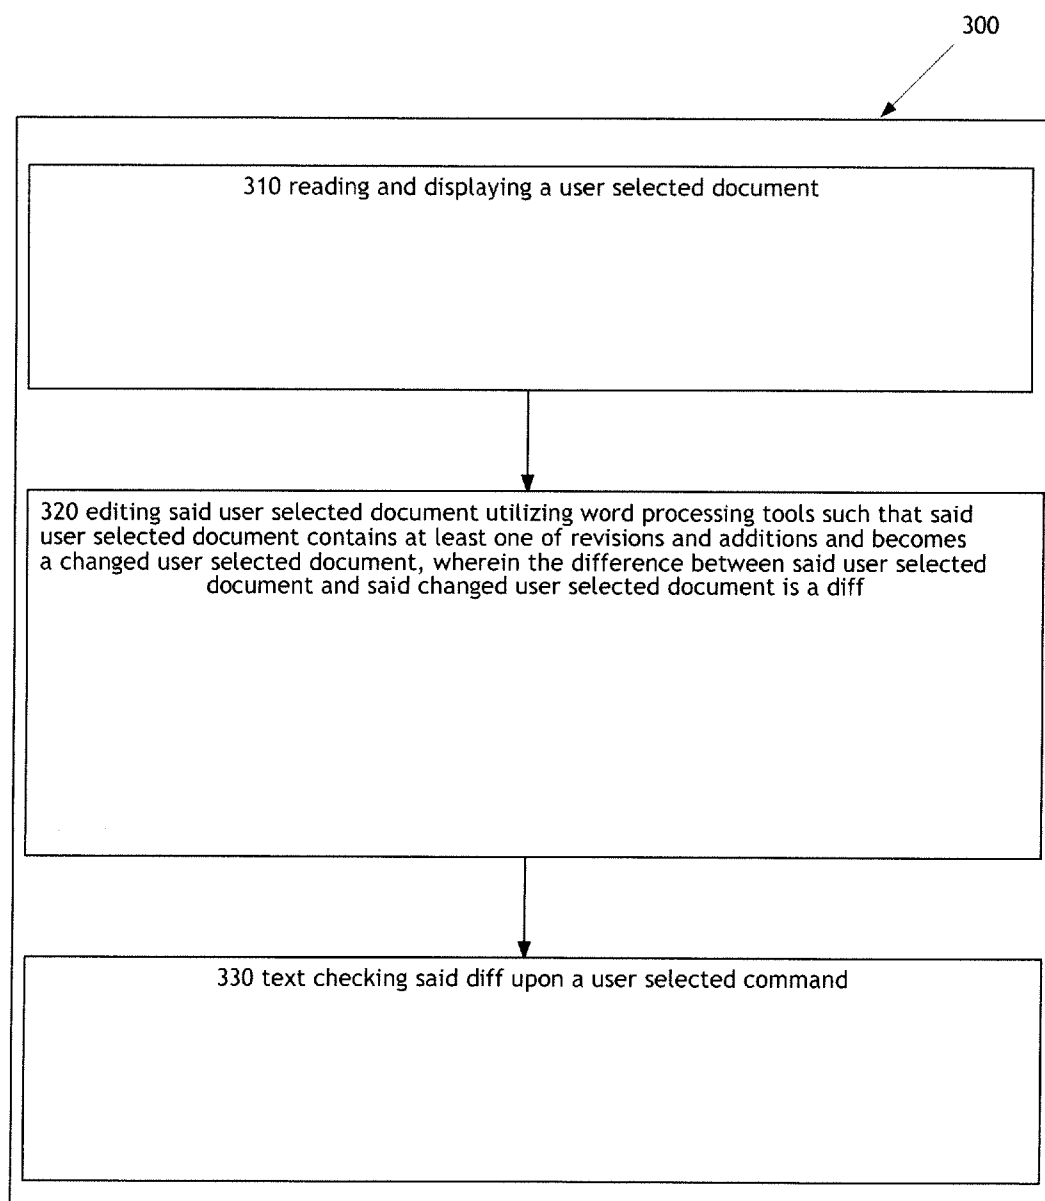 300
310 reading and displaying a user selected document
320 editing said user selected document utilizing word processing tools such that said
user selected document contains at least one of revisions and additions and becomes
a changed user selected document, wherein the difference between said user selected
document and said changed user selected document is a diff
330 text checking said diff upon a user selected command